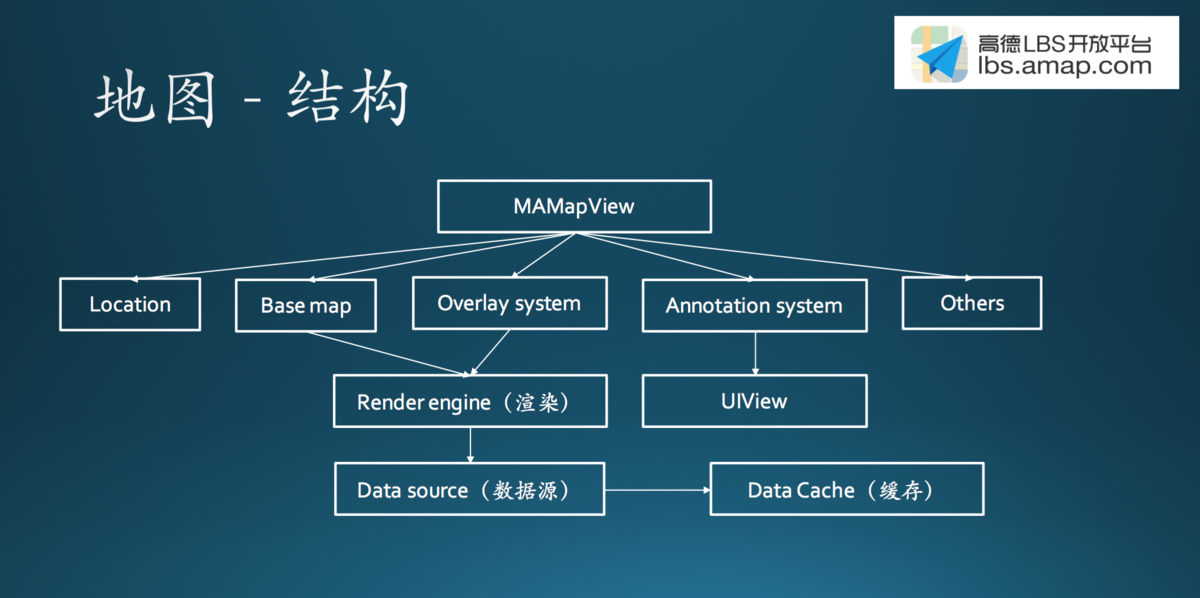 高德LBS开放平台
lbs.amap.com
地图 - 结构
MAMapView
Location
Base map
Overlay system
Annotation system
Others
Render engine（渲染）
UIView
Data source（数据源）
Data Cache（缓存）